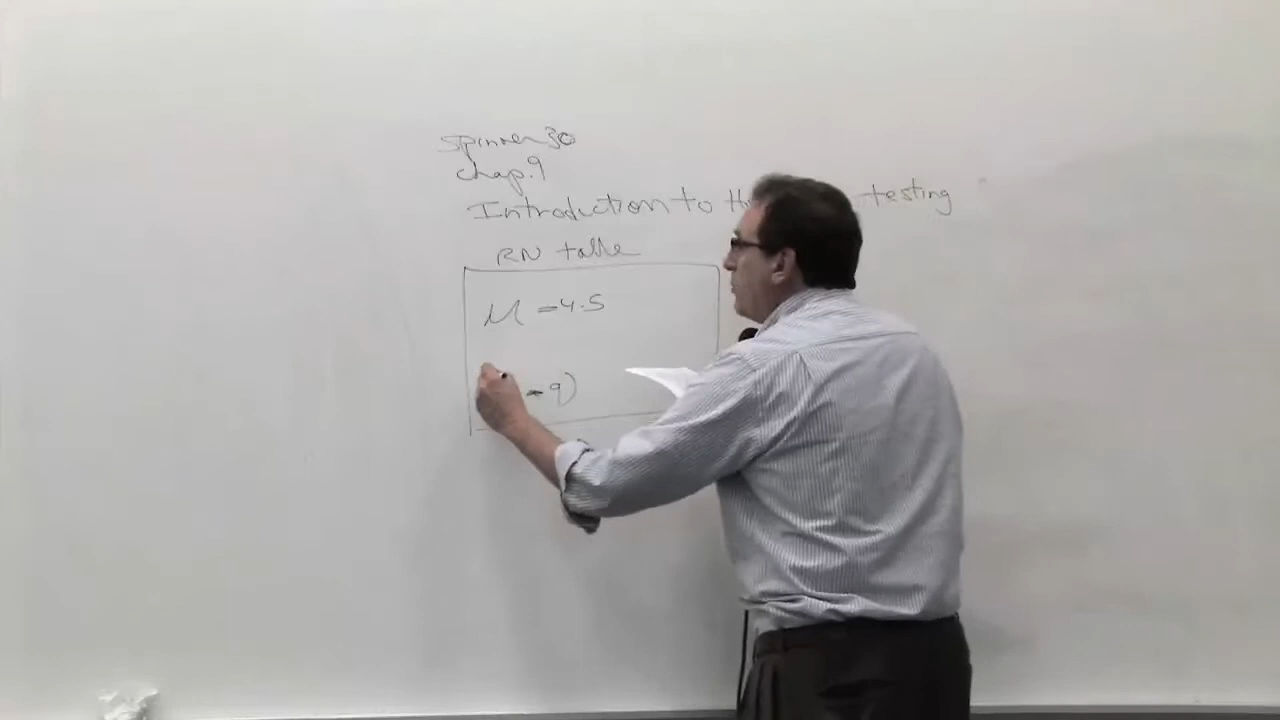 Spinner 30
chap. 9
Introduction to testing
RN table
M = 4.5
- 9)